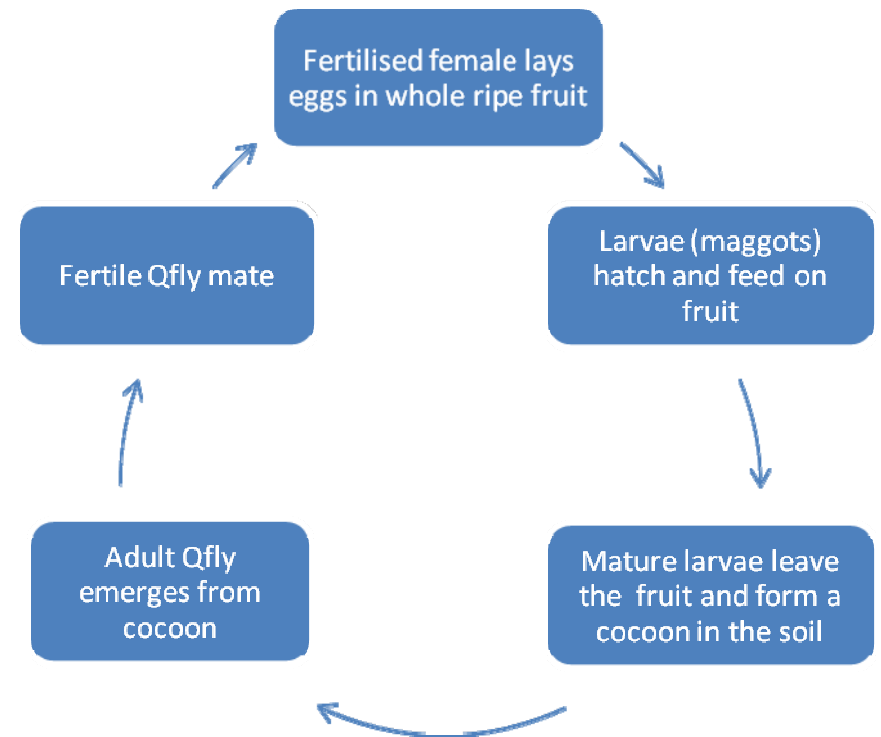 Fertilised female lays
eggs in whole ripe fruit
Larvae (maggots)
hatch and feed on
fruit
Mature larvae leave
the fruit and form a
cocoon in the soil
Adult Qfly
emerges from
cocoon
Fertile Qfly mate